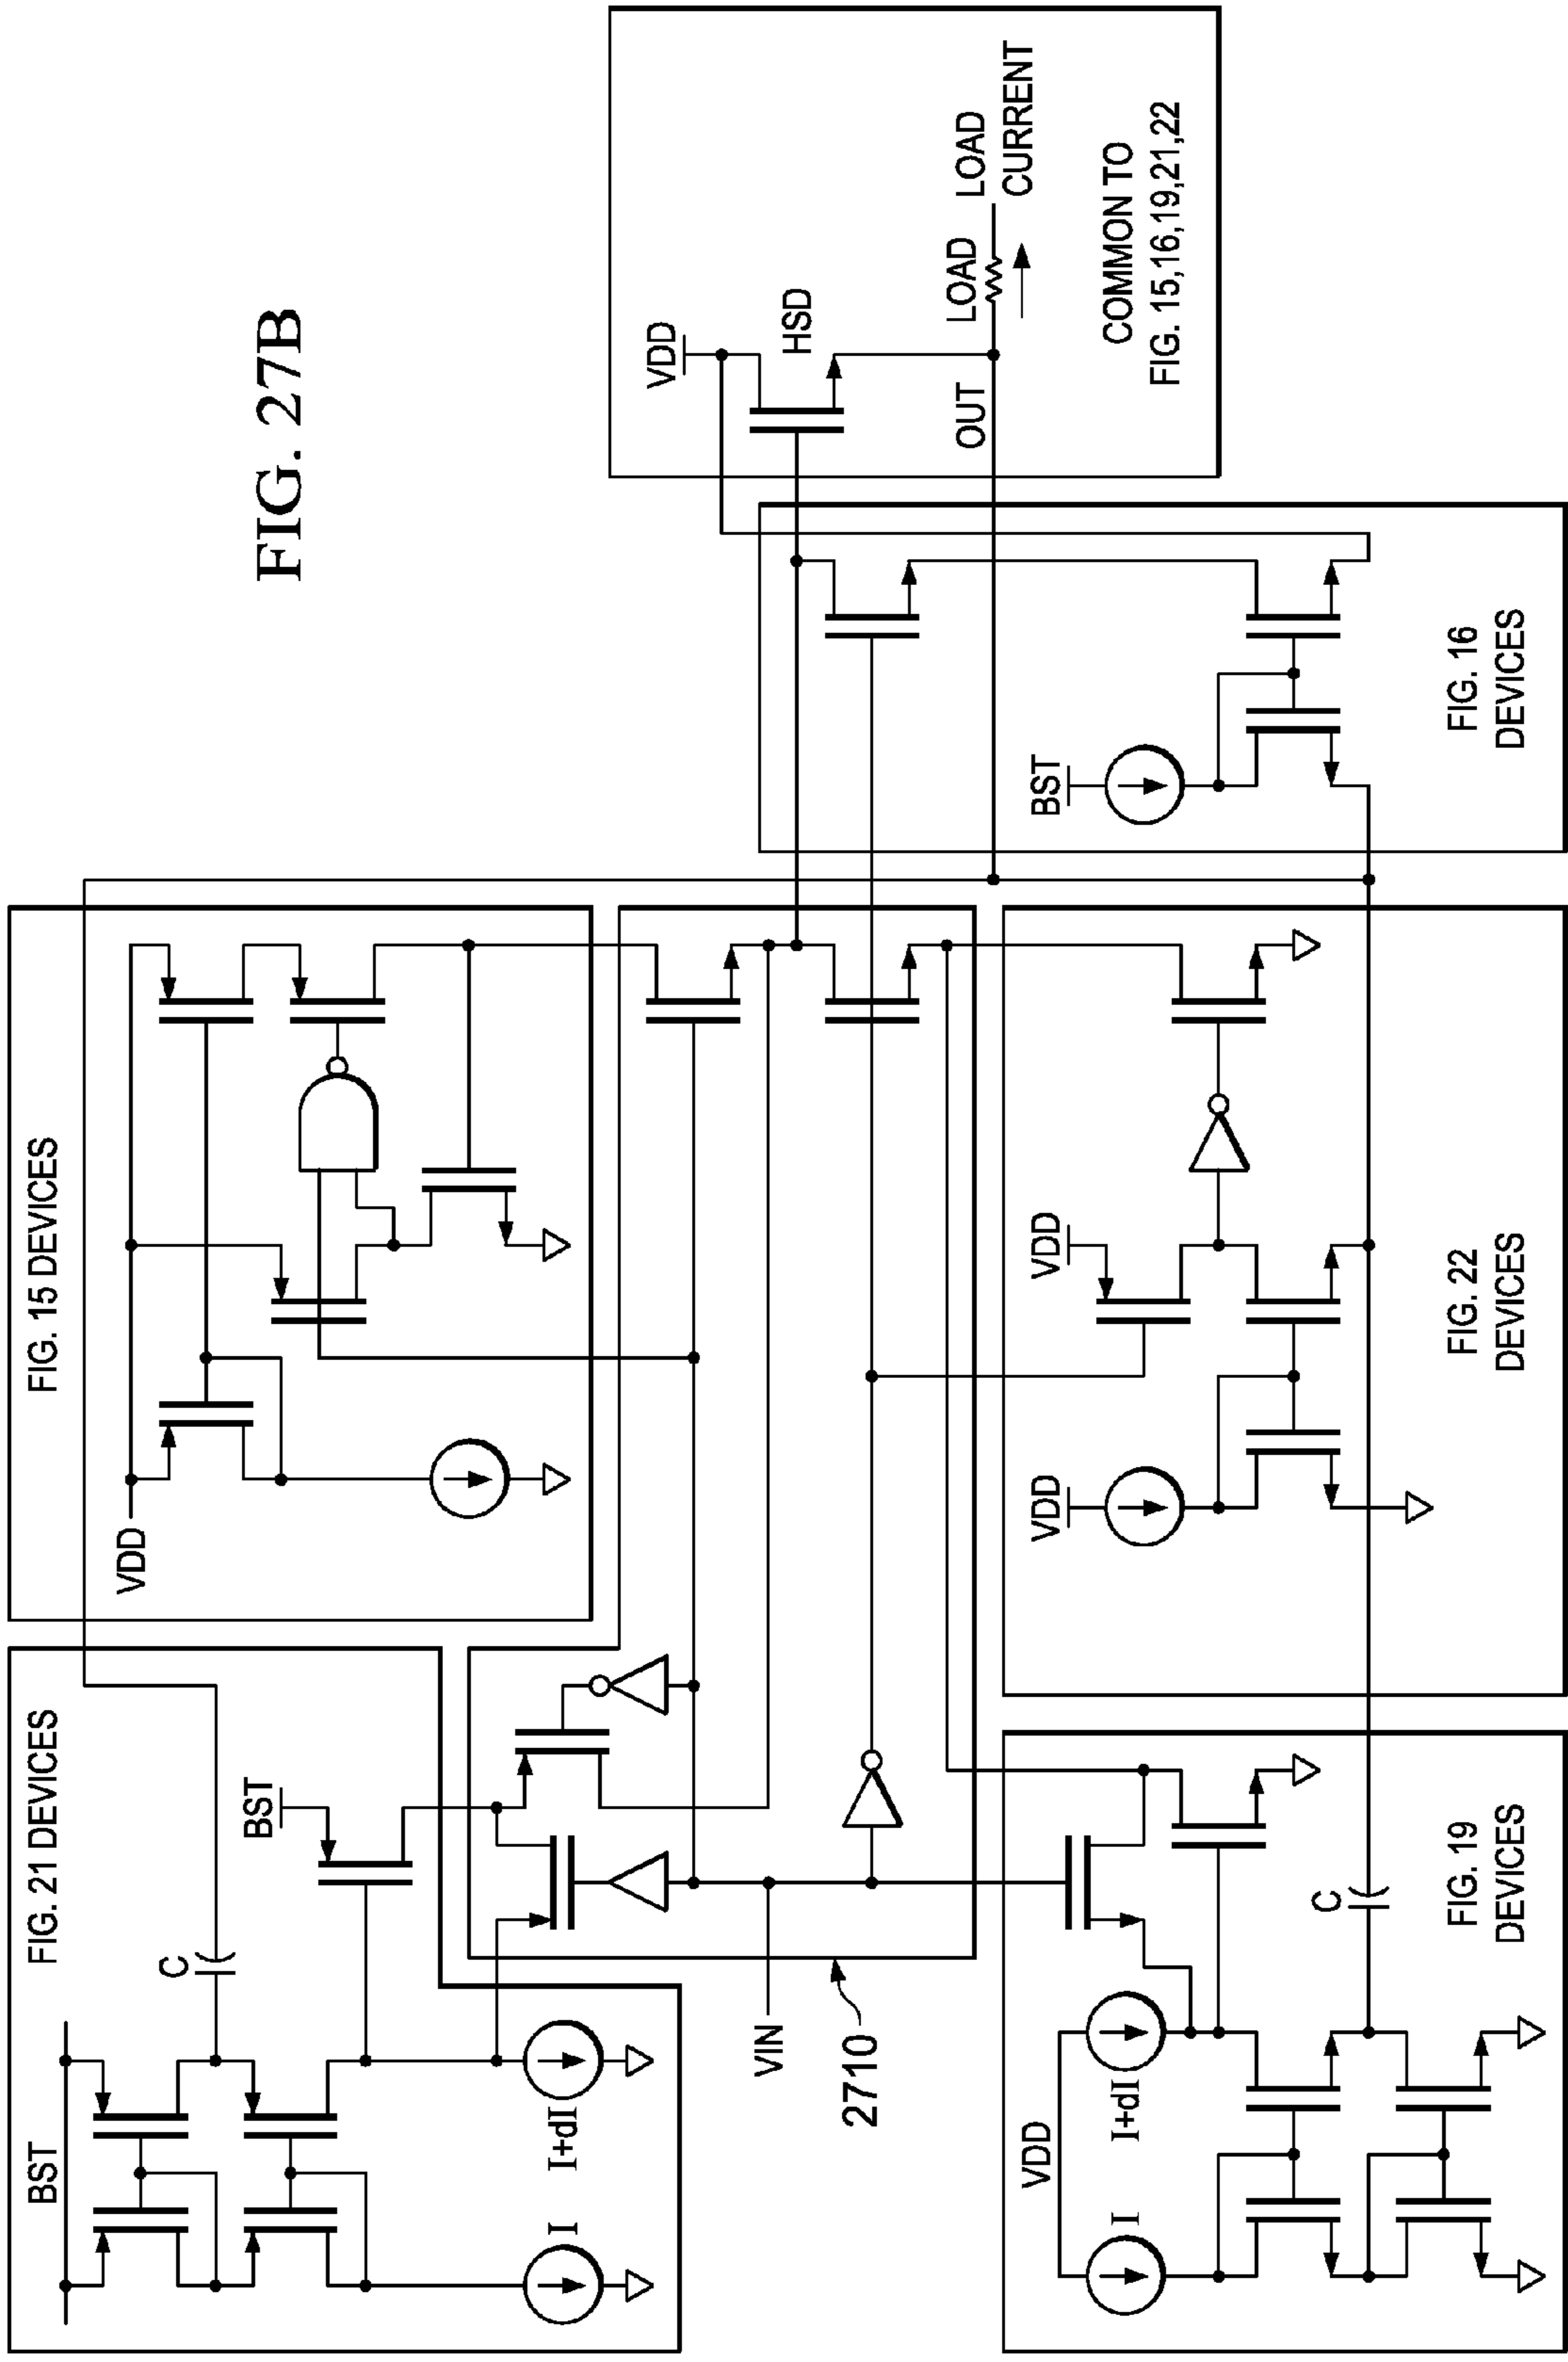 FIG. 27B
FIG. 21 DEVICES
BST
C
BST
I
I+dI
FIG. 15 DEVICES
VDD
VIN
2710
VDD
I
I+dI
C
FIG. 19
DEVICES
VDD
VDD
FIG. 22
DEVICES
BST
FIG. 16
DEVICES
VDD
HSD
OUT
LOAD
LOAD
CURRENT
COMMON TO
FIG. 15,16,19,21,22